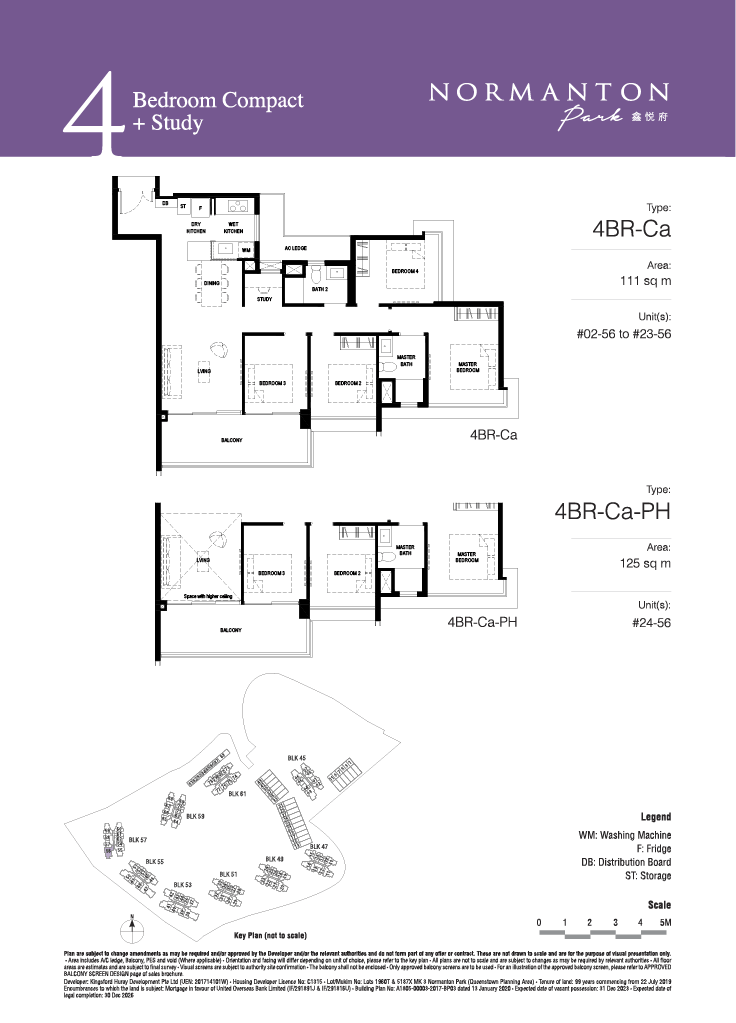 4
Bedroom Compact
+ Study
NORMANTON
Park 鑫悦府
DB
ST
F
DRY
KITCHEN
WET
KITCHEN
WM
AC LEDGE
DINING
STUDY
BATH 2
BEDROOM 4
LIVING
BEDROOM 3
BEDROOM 2
MASTER
BATH
MASTER
BEDROOM
BALCONY
4BR-Ca
Type:
4BR-Ca
Area:
111 sq m
Unit(s):
#02-56 to #23-56
LIVING
Space with higher ceiling
BEDROOM 3
BEDROOM 2
MASTER
BATH
MASTER
BEDROOM
BALCONY
4BR-Ca-PH
Type:
4BR-Ca-PH
Area:
125 sq m
Unit(s):
#24-56
BLK 45
BLK 61
BLK 59
BLK 57
BLK 55
BLK 53
BLK 51
BLK 49
BLK 47
N
Key Plan (not to scale)
Legend
WM: Washing Machine
F: Fridge
DB: Distribution Board
ST: Storage
Scale
0 1 2 3 4 5M
Plan are subject to change amendments as may be required and/or approved by the Developer and/or the relevant authorities and do not form part of any offer or contract. These are not drawn to scale and are for the purpose of visual presentation only.
• Area includes A/C ledge, Balcony, PES and void (Where applicable) • Orientation and facing will differ depending on unit of choice, please refer to the key plan • All plans are not to scale and are subject to changes as may be required by relevant authorities • All floor
areas are estimates and are subject to final survey • Visual screens are subject to authority site confirmation • The balcony shall not be enclosed • Only approved balcony screens are to be used • For an illustration of the approved balcony screen, please refer to APPROVED
BALCONY SCREEN DESIGN page of sales brochure.
Developer: Kingsford Huray Development Pte Ltd (UEN: 201714101W) • Housing Developer Licence No: C1315 • Lot/Mukim No: Lots 1960T & 5187X MK 3 Normanton Park (Queenstown Planning Area) • Tenure of land: 99 years commencing from 22 July 2019
Encumbrances to which the land is subject: Mortgage in favour of United Overseas Bank Limited (IF/291891J & IF/291815U) • Building Plan No: A1805-00003-2017-BP03 dated 13 January 2020 • Expected date of vacant possession: 31 Dec 2023 • Expected date of
legal completion: 30 Dec 2026